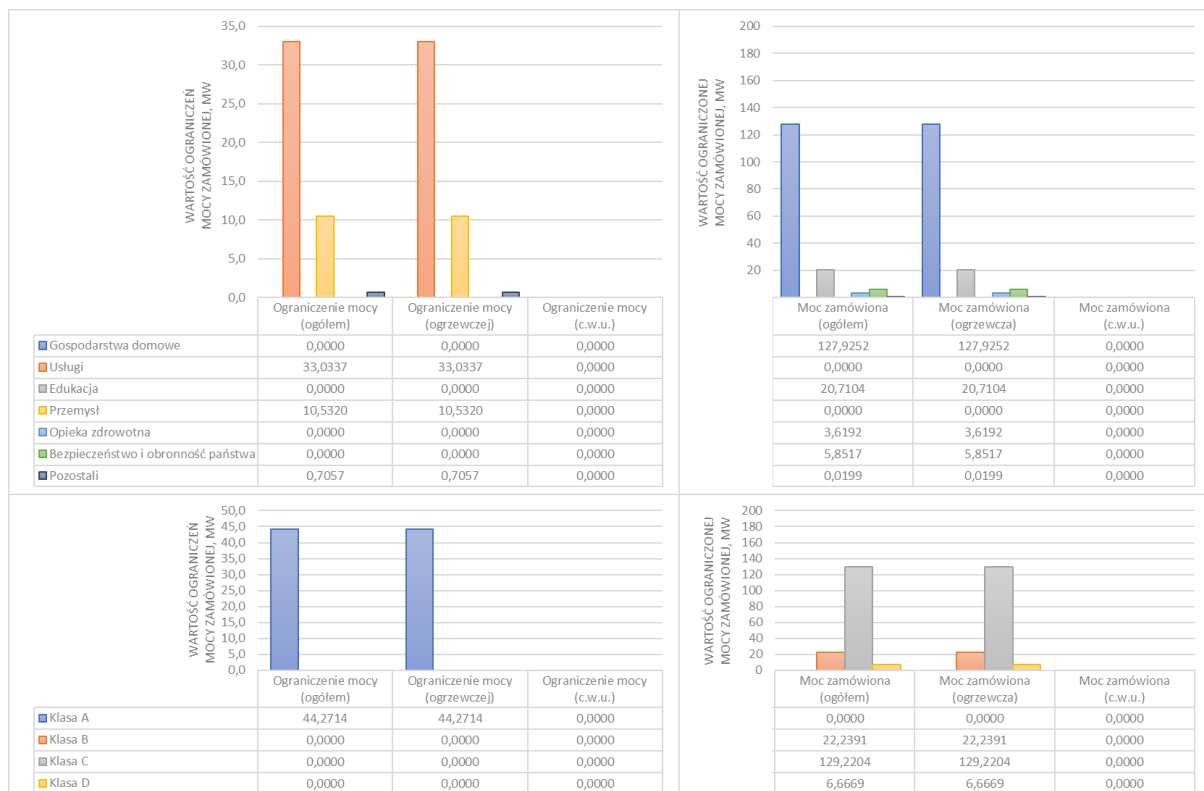 WARTOŚĆ OGRANICZEŃ
MOCY ZAMÓWIONEJ, MW
35,0
30,0
25,0
20,0
15,0
10,0
5,0
0,0
Ograniczenie mocy (ogółem) Ograniczenie mocy (ogrzewczej) Ograniczenie mocy (c.w.u.)
Gospodarstwa domowe 0,0000 0,0000 0,0000
Usługi 33,0337 33,0337 0,0000
Edukacja 0,0000 0,0000 0,0000
Przemysł 10,5320 10,5320 0,0000
Opieka zdrowotna 0,0000 0,0000 0,0000
Bezpieczeństwo i obronność państwa 0,0000 0,0000 0,0000
Pozostali 0,7057 0,7057 0,0000
WARTOŚĆ OGRANICZONEJ
MOCY ZAMÓWIONEJ, MW
200
180
160
140
120
100
80
60
40
20
Moc zamówiona (ogółem) Moc zamówiona (ogrzewcza) Moc zamówiona (c.w.u.)
127,9252 127,9252 0,0000
0,0000 0,0000 0,0000
20,7104 20,7104 0,0000
0,0000 0,0000 0,0000
3,6192 3,6192 0,0000
5,8517 5,8517 0,0000
0,0199 0,0199 0,0000
WARTOŚĆ OGRANICZEŃ
MOCY ZAMÓWIONEJ, MW
50,0
45,0
40,0
35,0
30,0
25,0
20,0
15,0
10,0
5,0
0,0
Ograniczenie mocy (ogółem) Ograniczenie mocy (ogrzewczej) Ograniczenie mocy (c.w.u.)
Klasa A 44,2714 44,2714 0,0000
Klasa B 0,0000 0,0000 0,0000
Klasa C 0,0000 0,0000 0,0000
Klasa D 0,0000 0,0000 0,0000
WARTOŚĆ OGRANICZONEJ
MOCY ZAMÓWIONEJ, MW
200
180
160
140
120
100
80
60
40
20
0
Moc zamówiona (ogółem) Moc zamówiona (ogrzewcza) Moc zamówiona (c.w.u.)
0,0000 0,0000 0,0000
22,2391 22,2391 0,0000
129,2204 129,2204 0,0000
6,6669 6,6669 0,0000